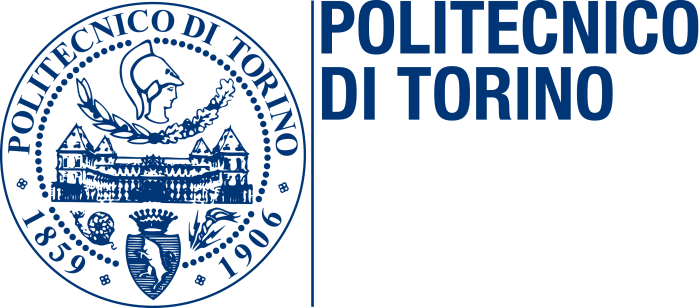 POLITECNICO DI TORINO
1859 1906
POLITECNICO
DI TORINO